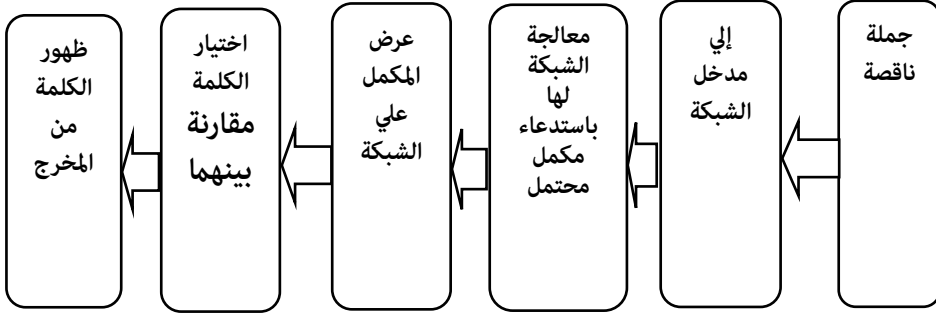 جملة
ناقصة
إلي
مدخل
الشبكة
معالجة
الشبكة
لها
باستدعاء
مكمل
محتمل
عرض
المكمل
علي
الشبكة
اختيار
الكلمة
مقارنة
بينهما
ظهور
الكلمة
من
المخرج